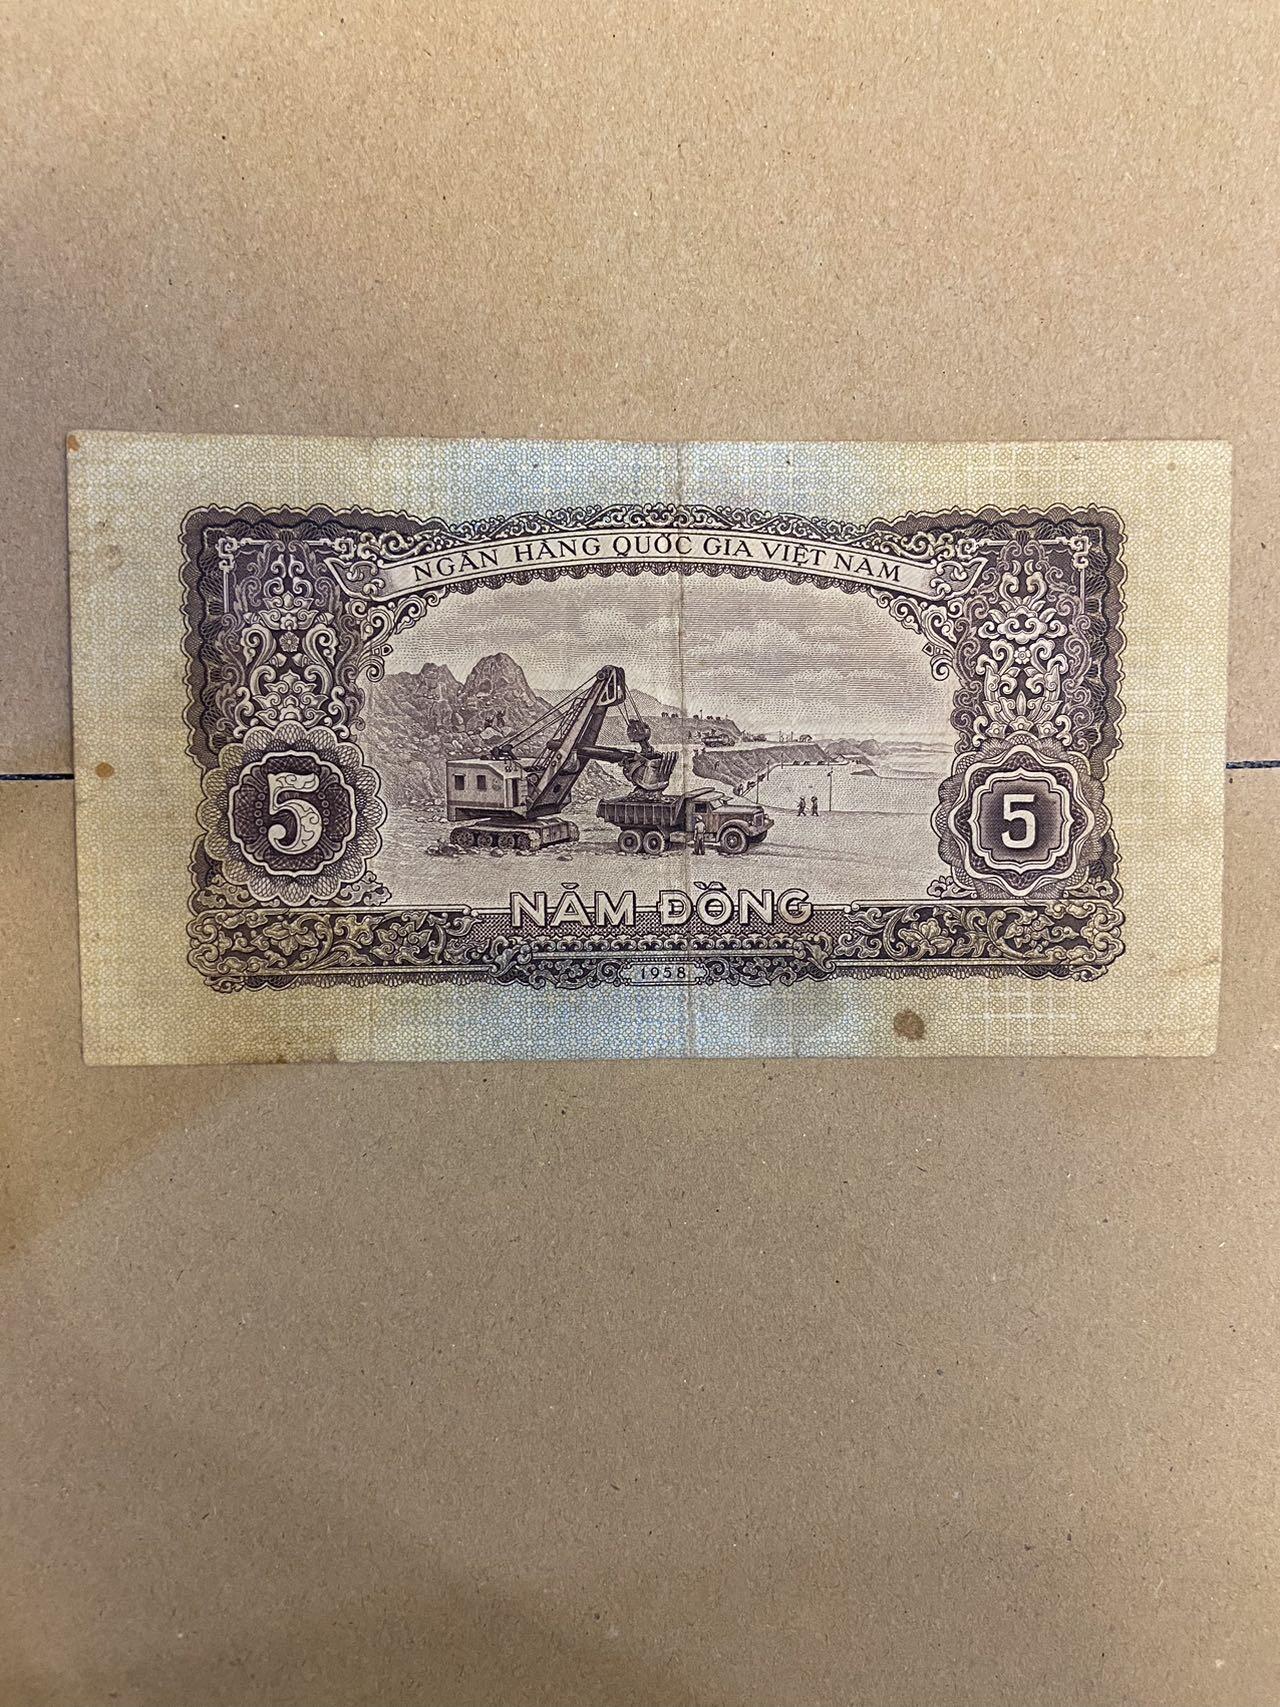 NGÂN HÀNG QUỐC GIA VIỆT NAM
5
5
NĂM ĐỒNG
1958